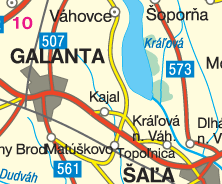 Váhovce
Šoporňa
10
507
Kráľová
GALANTA
573
Kajal
Kráľová
n. Váh.
Dlhá
n. V
ny Brod
Matúškovo
Topoľnica
561
ŠAĽA
Dudváh